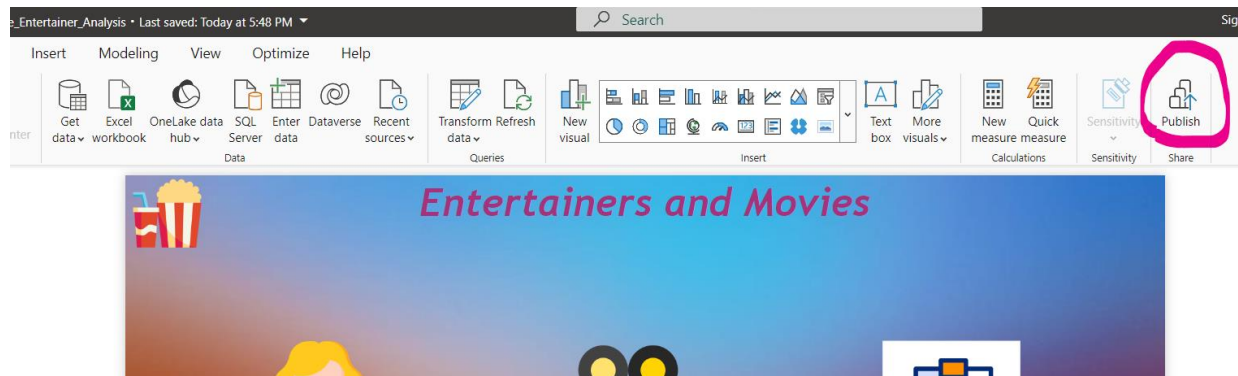 e_Entertainer_Analysis • Last saved: Today at 5:48 PM
Search
Insert Modeling View Optimize Help
Get data
Excel workbook
OneLake data hub
SQL Server
Enter data
Dataverse
Recent sources
Transform data
Refresh
New visual
123
A
Text box
More visuals
New measure
Quick measure
Sensitivity
Publish
Data
Queries
Insert
Calculations
Sensitivity
Share
Entertainers and Movies